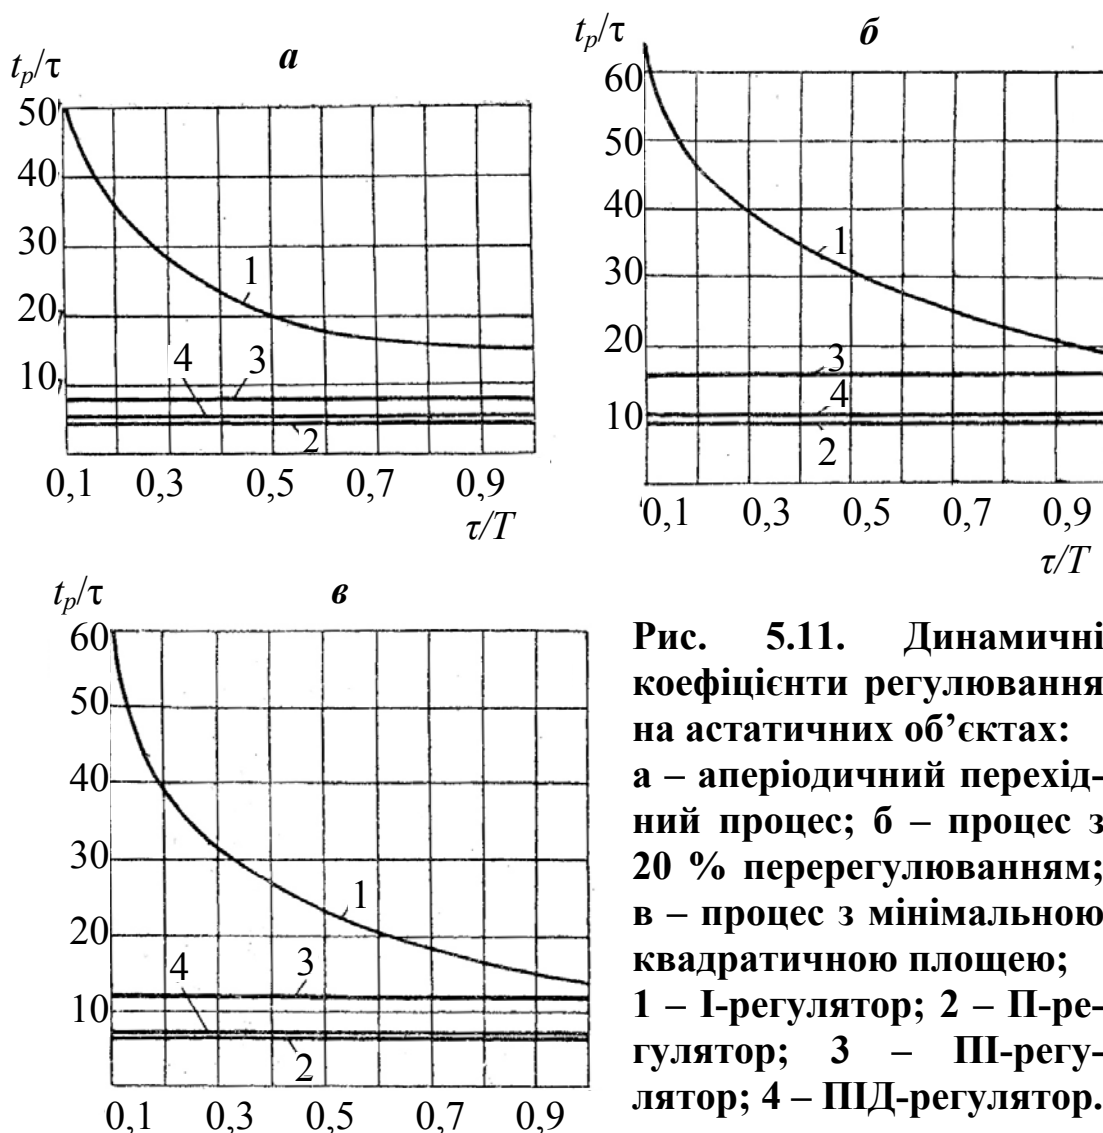 а
tp/τ
50
40
30
20
10
1
4
3
2
0,1 0,3 0,5 0,7 0,9
τ/T
б
tp/τ
60
50
40
30
20
10
1
3
4
2
0,1 0,3 0,5 0,7 0,9
τ/T
в
tp/τ
60
50
40
30
20
10
1
4
3
2
0,1 0,3 0,5 0,7 0,9
Рис. 5.11. Динамичні
коефіцієнти регулювання
на астатичних об’єктах:
а – аперіодичний перехід-
ний процес; б – процес з
20 % перерегулюванням;
в – процес з мінімальною
квадратичною площею;
1 – І-регулятор; 2 – П-ре-
гулятор; 3 – ПІ-регу-
лятор; 4 – ПІД-регулятор.